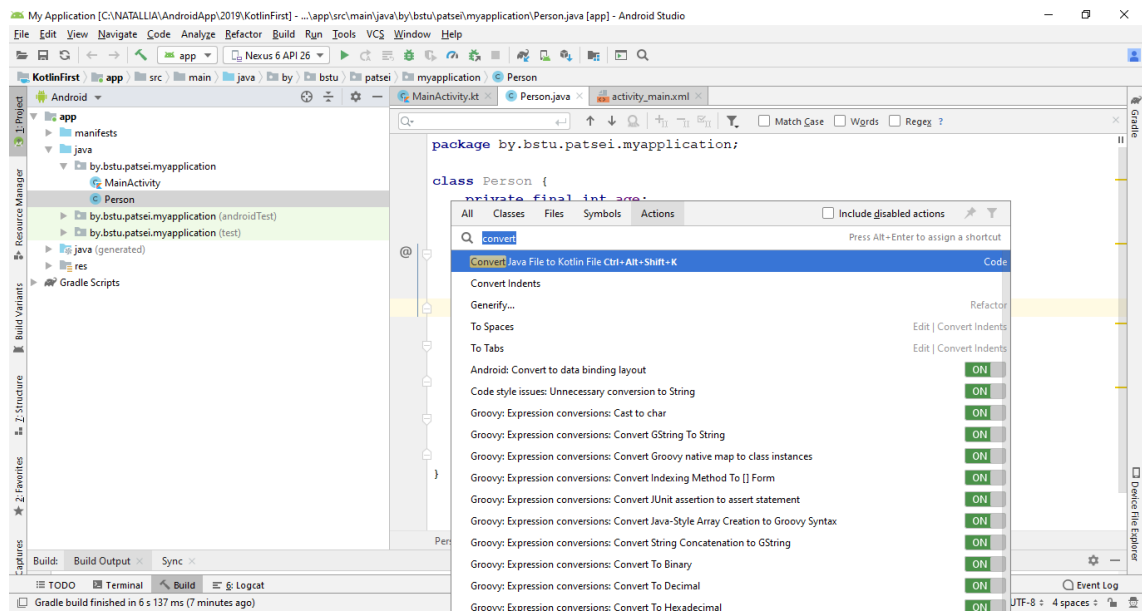 My Application [C:\NATALLIA\AndroidApp\2019\KotlinFirst] - ...\app\src\main\java\by\bstu\patsei\myapplication\Person.java [app] - Android Studio
File Edit View Navigate Code Analyze Refactor Build Run Tools VCS Window Help
app Nexus 6 API 26
KotlinFirst app src main java by bstu patsei myapplication Person
1: Project
Resource Manager
Build Variants
Z: Structure
2: Favorites
Captures
Android
app
manifests
java
by.bstu.patsei.myapplication
MainActivity
Person
by.bstu.patsei.myapplication (androidTest)
by.bstu.patsei.myapplication (test)
java (generated)
res
Gradle Scripts
MainActivity.kt Person.java activity_main.xml
Match Case Words Regex ?
package by.bstu.patsei.myapplication;
class Person {
private final int age;
@
}
All Classes Files Symbols Actions Include disabled actions
convert Press Alt+Enter to assign a shortcut
Convert Java File to Kotlin File Ctrl+Alt+Shift+K Code
Convert Indents
Generify... Refactor
To Spaces Edit | Convert Indents
To Tabs Edit | Convert Indents
Android: Convert to data binding layout ON
Code style issues: Unnecessary conversion to String ON
Groovy: Expression conversions: Cast to char ON
Groovy: Expression conversions: Convert GString To String ON
Groovy: Expression conversions: Convert Groovy native map to class instances ON
Groovy: Expression conversions: Convert Indexing Method To [] Form ON
Groovy: Expression conversions: Convert JUnit assertion to assert statement ON
Groovy: Expression conversions: Convert Java-Style Array Creation to Groovy Syntax ON
Groovy: Expression conversions: Convert String Concatenation to GString ON
Groovy: Expression conversions: Convert To Binary ON
Groovy: Expression conversions: Convert To Decimal ON
Groovy: Expression conversions: Convert To Hexadecimal ON
Gradle
Device File Explorer
Build: Build Output Sync
TODO Terminal Build 6: Logcat Event Log
Gradle build finished in 6 s 137 ms (7 minutes ago) UTF-8 4 spaces